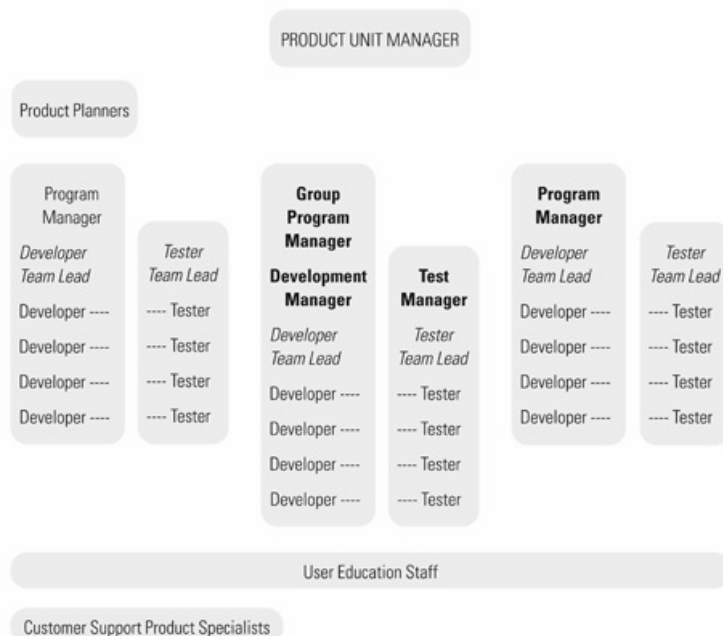 PRODUCT UNIT MANAGER
Product Planners
Program
Manager
Developer
Team Lead
Developer ----
Developer ----
Developer ----
Developer ----
Tester
Team Lead
---- Tester
---- Tester
---- Tester
---- Tester
Group
Program
Manager
Development
Manager
Developer
Team Lead
Developer ----
Developer ----
Developer ----
Developer ----
Test
Manager
Tester
Team Lead
---- Tester
---- Tester
---- Tester
---- Tester
Program
Manager
Developer
Team Lead
Developer ----
Developer ----
Developer ----
Developer ----
Tester
Team Lead
---- Tester
---- Tester
---- Tester
---- Tester
User Education Staff
Customer Support Product Specialists